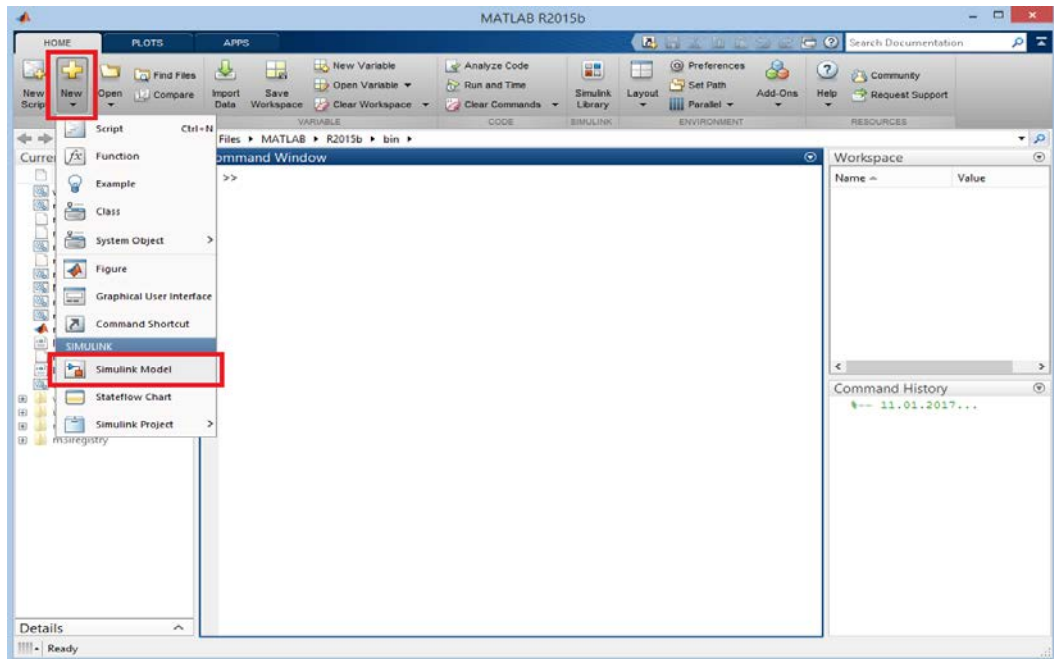 MATLAB R2015b
HOME PLOTS APPS
Search Documentation
New Script
New
Open
Find Files
Compare
Import Data
Save Workspace
New Variable
Open Variable
Clear Workspace
Analyze Code
Run and Time
Clear Commands
Simulink Library
Layout
Preferences
Set Path
Parallel
Add-Ons
Help
Community
Request Support
VARIABLE CODE SIMULINK ENVIRONMENT RESOURCES
Files ▸ MATLAB ▸ R2015b ▸ bin ▸
Script Ctrl+N
Function
Example
Class
System Object >
Figure
Graphical User Interface
Command Shortcut
SIMULINK
Simulink Model
Stateflow Chart
Simulink Project >
m3iregistry
Details
Ready
ommand Window
>>
Workspace
Name Value
Command History
%-- 11.01.2017...